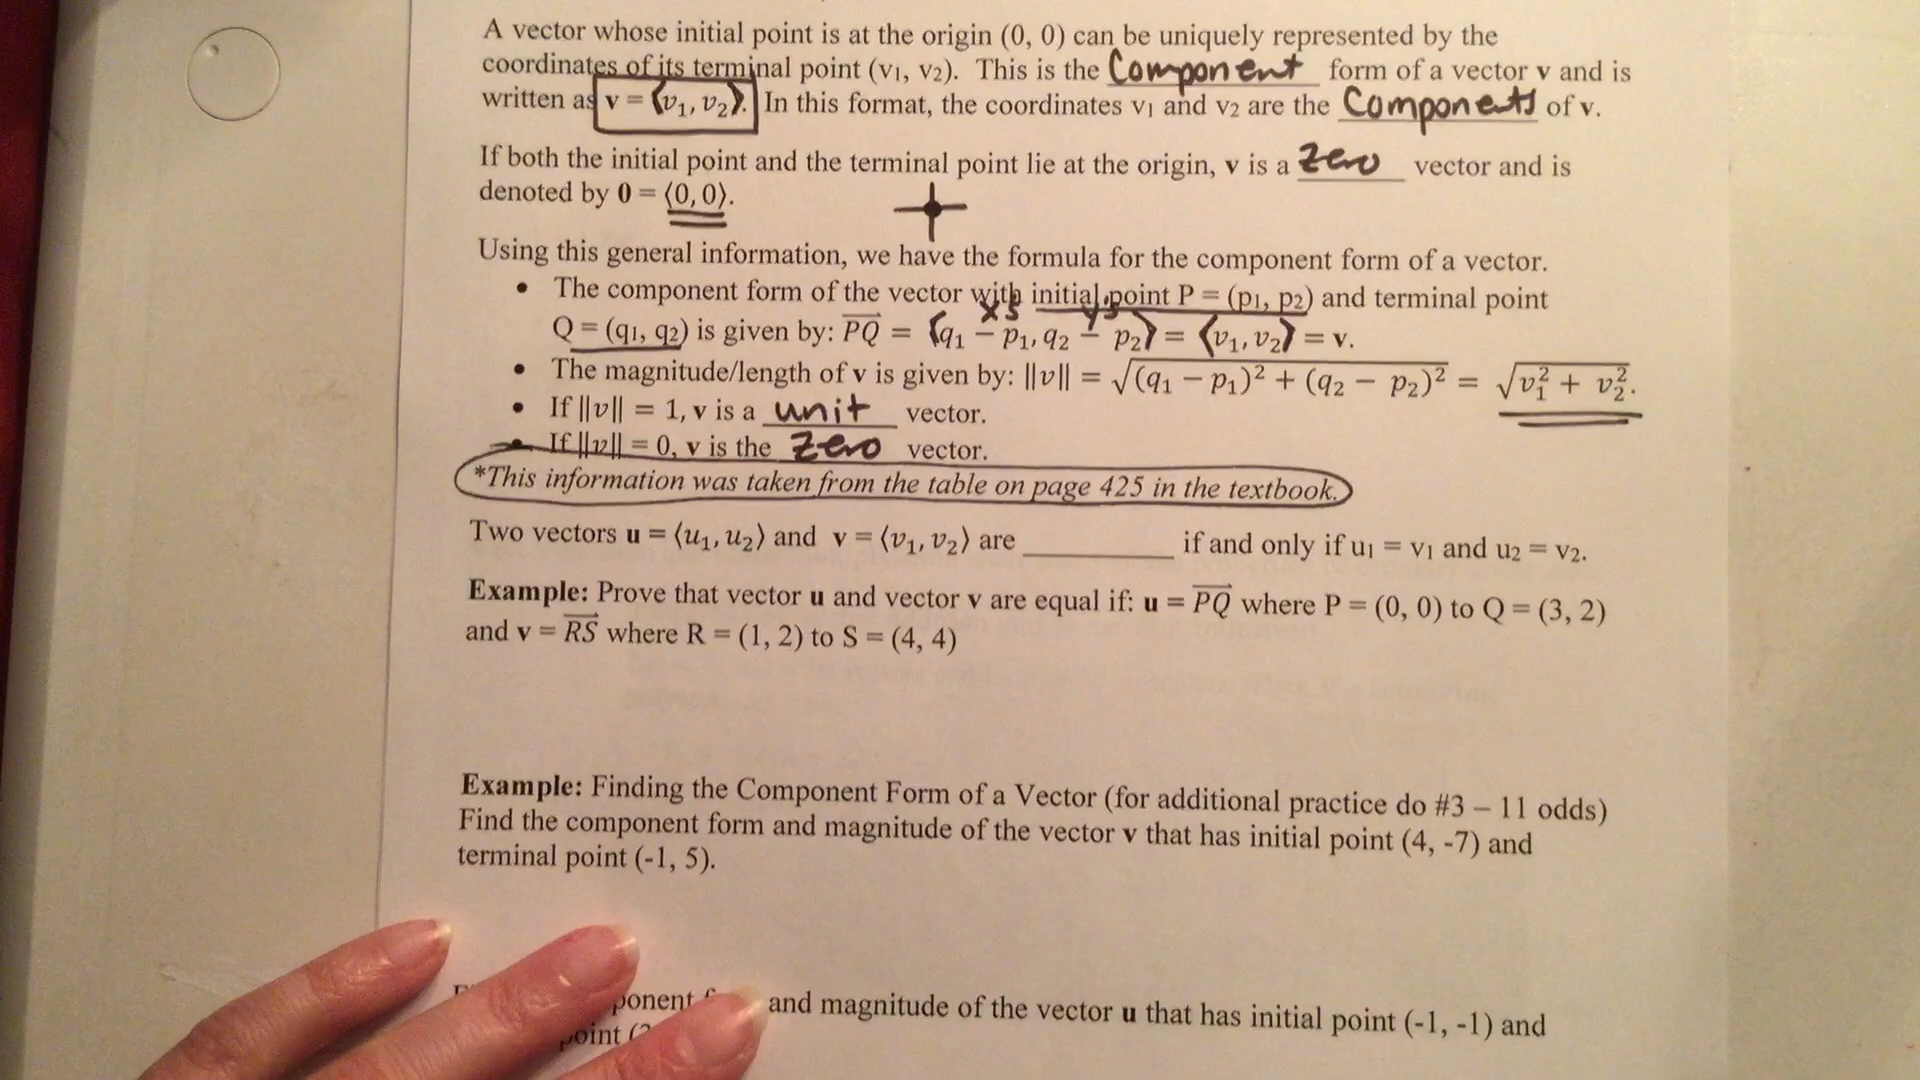 A vector whose initial point is at the origin (0, 0) can be uniquely represented by the
coordinates of its terminal point (v₁, v₂). This is the Component form of a vector v and is
written as v = ⟨v₁, v₂⟩. In this format, the coordinates v₁ and v₂ are the Components of v.
If both the initial point and the terminal point lie at the origin, v is a zero vector and is
denoted by 0 = ⟨0, 0⟩.
Using this general information, we have the formula for the component form of a vector.
• The component form of the vector with initial point P = (p₁, p₂) and terminal point
x's y's
Q = (q₁, q₂) is given by: PQ⃗ = ⟨q₁ − p₁, q₂ − p₂⟩ = ⟨v₁, v₂⟩ = v.
• The magnitude/length of v is given by: ||v|| = √(q₁ − p₁)² + (q₂ − p₂)² = √v₁² + v₂².
• If ||v|| = 1, v is a unit vector.
• If ||v|| = 0, v is the Zero vector.
*This information was taken from the table on page 425 in the textbook.
Two vectors u = ⟨u₁, u₂⟩ and v = ⟨v₁, v₂⟩ are __________ if and only if u₁ = v₁ and u₂ = v₂.
Example: Prove that vector u and vector v are equal if: u = PQ⃗ where P = (0, 0) to Q = (3, 2)
and v = RS⃗ where R = (1, 2) to S = (4, 4)
Example: Finding the Component Form of a Vector (for additional practice do #3 – 11 odds)
Find the component form and magnitude of the vector v that has initial point (4, -7) and
terminal point (-1, 5).
ponent and magnitude of the vector u that has initial point (-1, -1) and
oint (